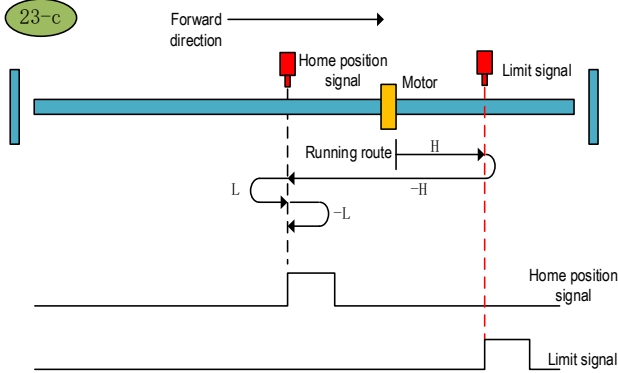 23-c
Forward
direction
Home position
signal
Motor
Limit signal
Running route
H
-H
L
-L
Home position
signal
Limit signal